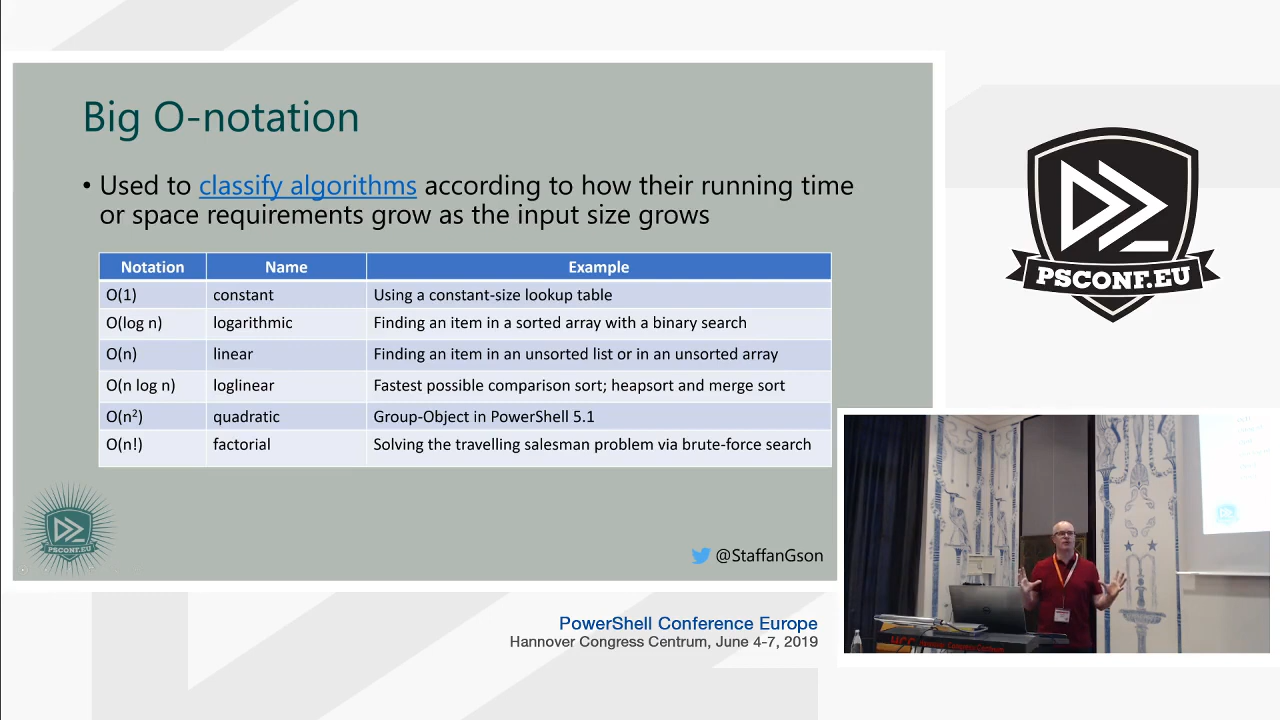 Big O-notation
• Used to classify algorithms according to how their running time
or space requirements grow as the input size grows
Notation Name Example
O(1) constant Using a constant-size lookup table
O(log n) logarithmic Finding an item in a sorted array with a binary search
O(n) linear Finding an item in an unsorted list or in an unsorted array
O(n log n) loglinear Fastest possible comparison sort; heapsort and merge sort
O(n²) quadratic Group-Object in PowerShell 5.1
O(n!) factorial Solving the travelling salesman problem via brute-force search
PSCONF.EU
@StaffanGson
PSCONF.EU
HCC
PowerShell Conference Europe
Hannover Congress Centrum, June 4-7, 2019